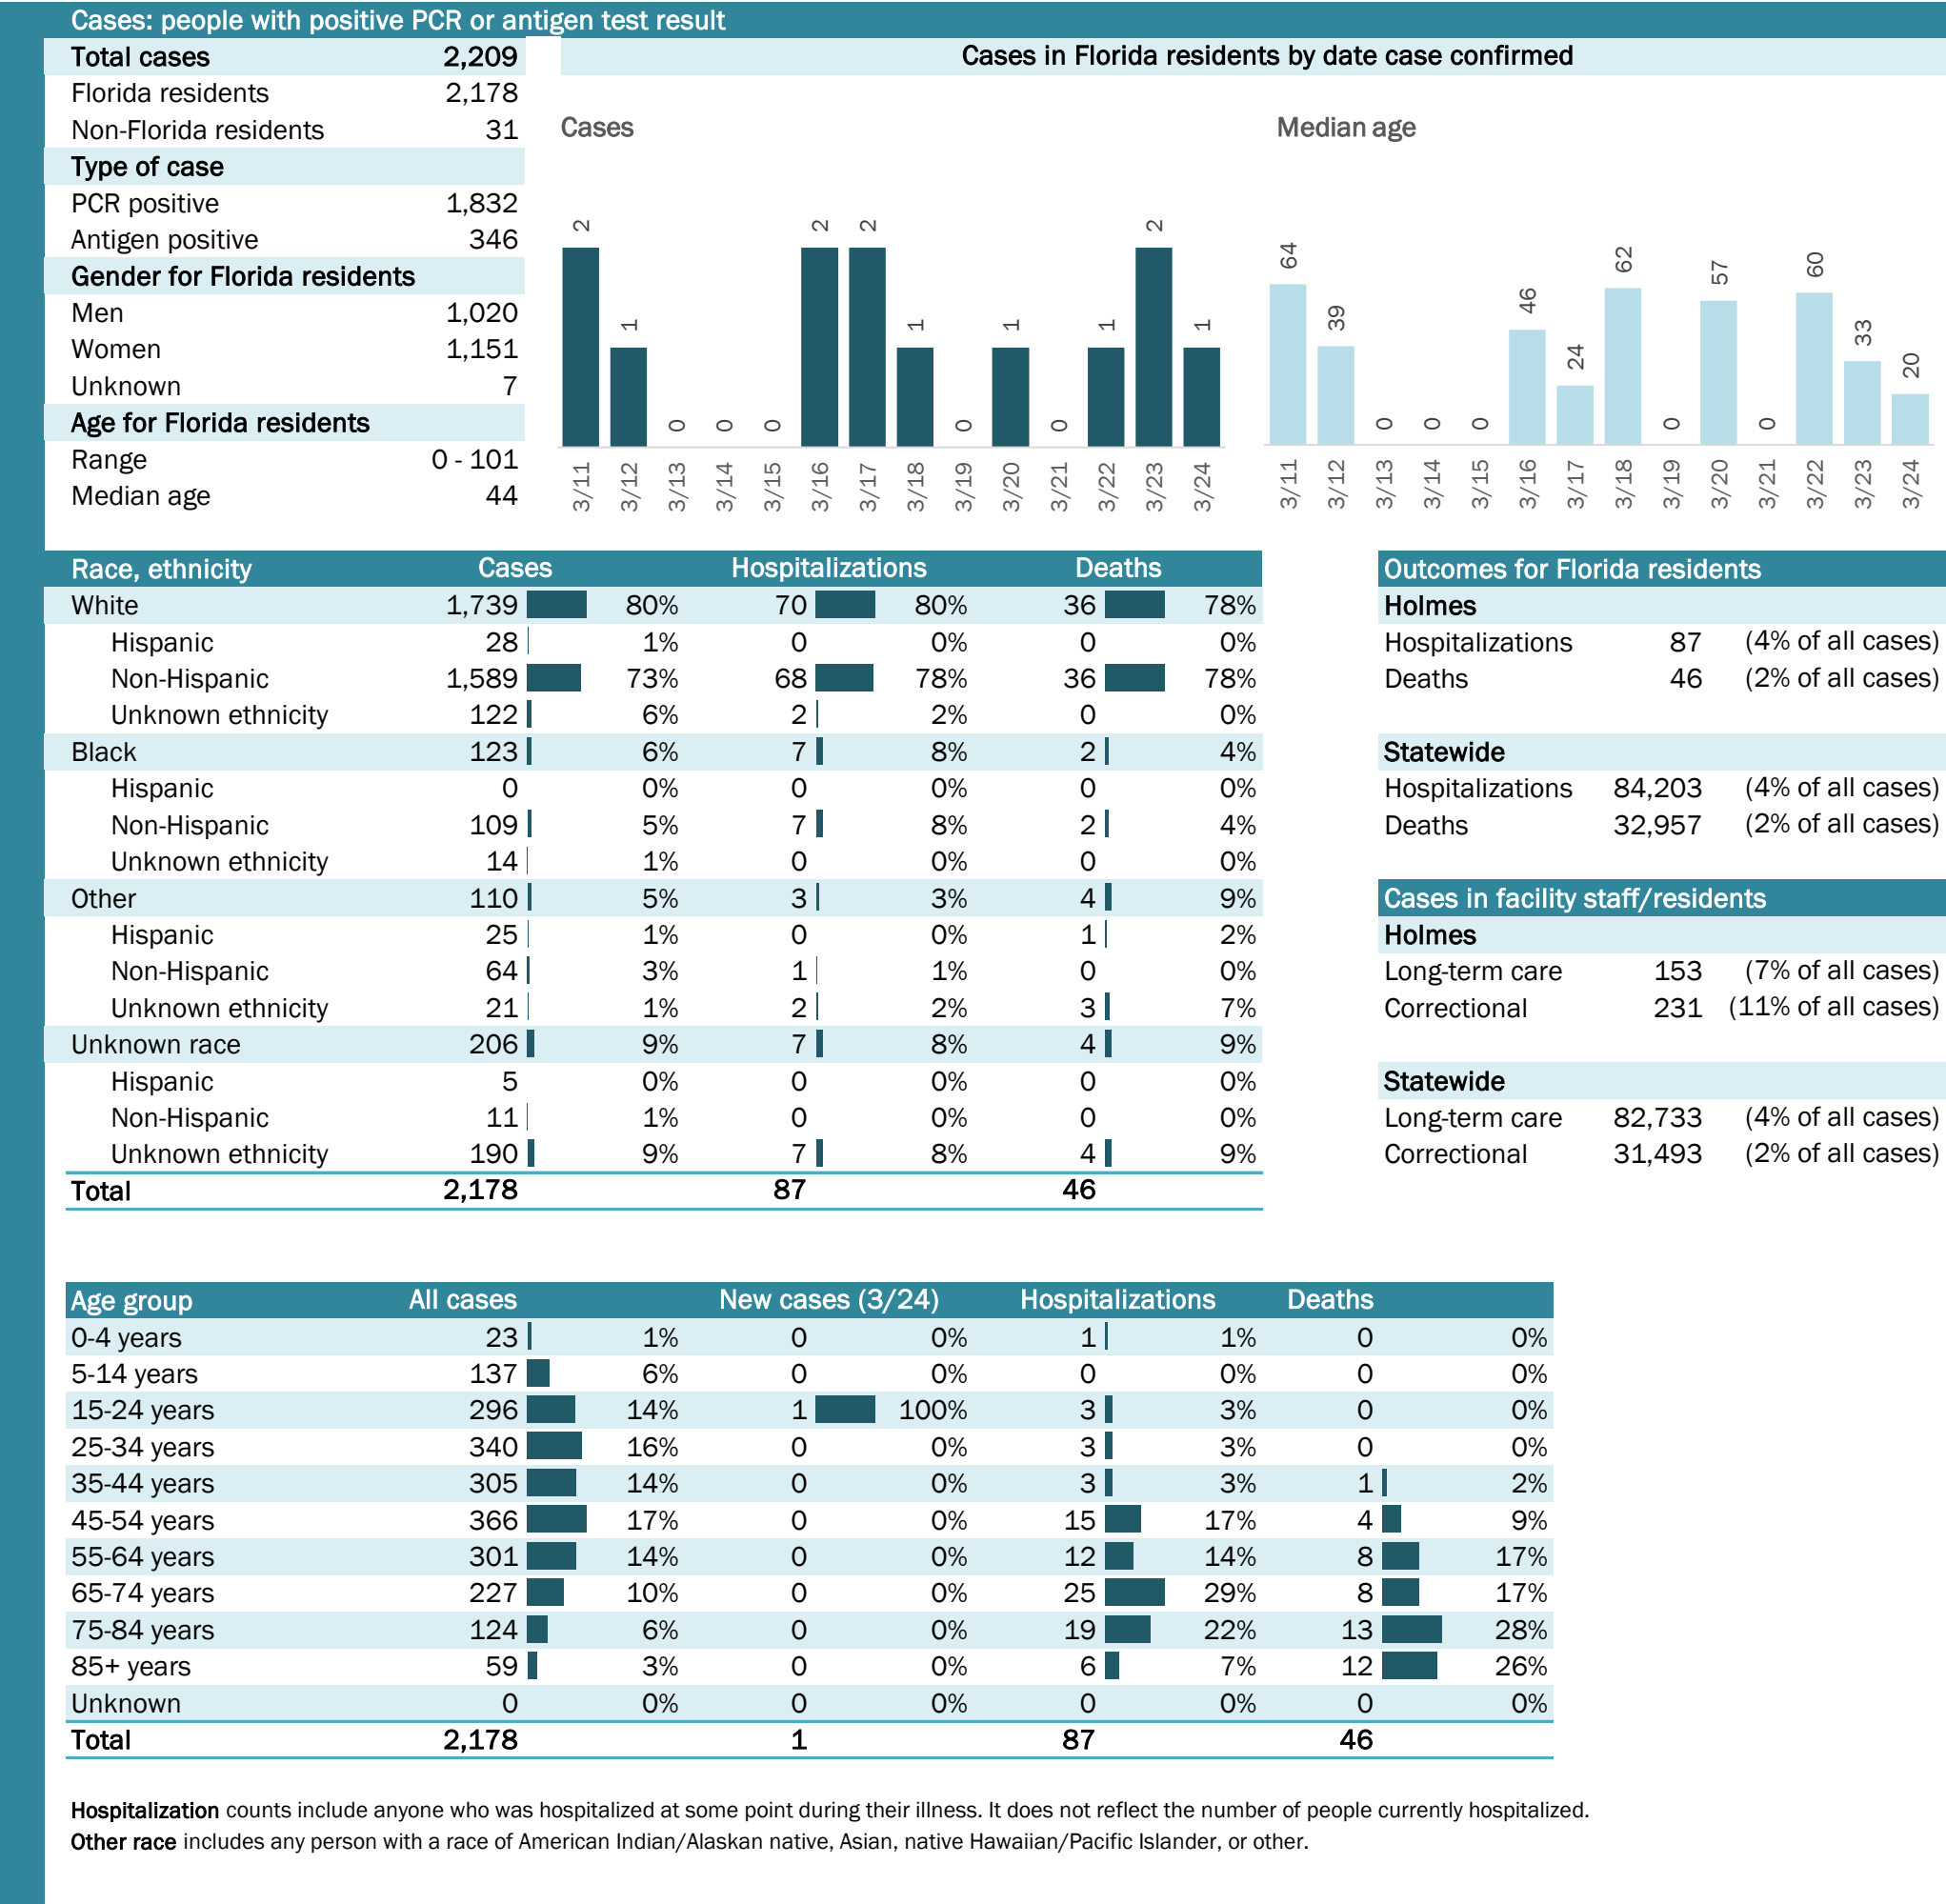 Cases: people with positive PCR or antigen test result
Total cases 2,209
Florida residents 2,178
Non-Florida residents 31
Type of case
PCR positive 1,832
Antigen positive 346
Gender for Florida residents
Men 1,020
Women 1,151
Unknown 7
Age for Florida residents
Range 0 - 101
Median age 44
Cases in Florida residents by date case confirmed
Cases
2 1 0 0 0 2 2 1 0 1 0 1 2 1
3/11 3/12 3/13 3/14 3/15 3/16 3/17 3/18 3/19 3/20 3/21 3/22 3/23 3/24
Median age
64 39 0 0 0 46 24 62 0 57 0 60 33 20
3/11 3/12 3/13 3/14 3/15 3/16 3/17 3/18 3/19 3/20 3/21 3/22 3/23 3/24
Race, ethnicity Cases Hospitalizations Deaths
White 1,739 80% 70 80% 36 78%
Hispanic 28 1% 0 0% 0 0%
Non-Hispanic 1,589 73% 68 78% 36 78%
Unknown ethnicity 122 6% 2 2% 0 0%
Black 123 6% 7 8% 2 4%
Hispanic 0 0% 0 0% 0 0%
Non-Hispanic 109 5% 7 8% 2 4%
Unknown ethnicity 14 1% 0 0% 0 0%
Other 110 5% 3 3% 4 9%
Hispanic 25 1% 0 0% 1 2%
Non-Hispanic 64 3% 1 1% 0 0%
Unknown ethnicity 21 1% 2 2% 3 7%
Unknown race 206 9% 7 8% 4 9%
Hispanic 5 0% 0 0% 0 0%
Non-Hispanic 11 1% 0 0% 0 0%
Unknown ethnicity 190 9% 7 8% 4 9%
Total 2,178 87 46
Outcomes for Florida residents
Holmes
Hospitalizations 87 (4% of all cases)
Deaths 46 (2% of all cases)
Statewide
Hospitalizations 84,203 (4% of all cases)
Deaths 32,957 (2% of all cases)
Cases in facility staff/residents
Holmes
Long-term care 153 (7% of all cases)
Correctional 231 (11% of all cases)
Statewide
Long-term care 82,733 (4% of all cases)
Correctional 31,493 (2% of all cases)
Age group All cases New cases (3/24) Hospitalizations Deaths
0-4 years 23 1% 0 0% 1 1% 0 0%
5-14 years 137 6% 0 0% 0 0% 0 0%
15-24 years 296 14% 1 100% 3 3% 0 0%
25-34 years 340 16% 0 0% 3 3% 0 0%
35-44 years 305 14% 0 0% 3 3% 1 2%
45-54 years 366 17% 0 0% 15 17% 4 9%
55-64 years 301 14% 0 0% 12 14% 8 17%
65-74 years 227 10% 0 0% 25 29% 8 17%
75-84 years 124 6% 0 0% 19 22% 13 28%
85+ years 59 3% 0 0% 6 7% 12 26%
Unknown 0 0% 0 0% 0 0% 0 0%
Total 2,178 1 87 46
Hospitalization counts include anyone who was hospitalized at some point during their illness. It does not reflect the number of people currently hospitalized.
Other race includes any person with a race of American Indian/Alaskan native, Asian, native Hawaiian/Pacific Islander, or other.